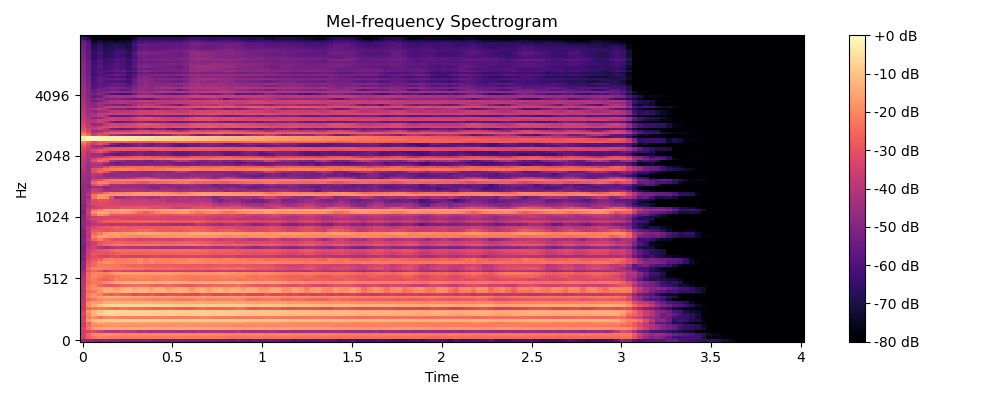 Mel-frequency Spectrogram
+0 dB
-10 dB
-20 dB
-30 dB
-40 dB
-50 dB
-60 dB
-70 dB
-80 dB
Hz
4096
2048
1024
512
0
0 0.5 1 1.5 2 2.5 3 3.5 4
Time